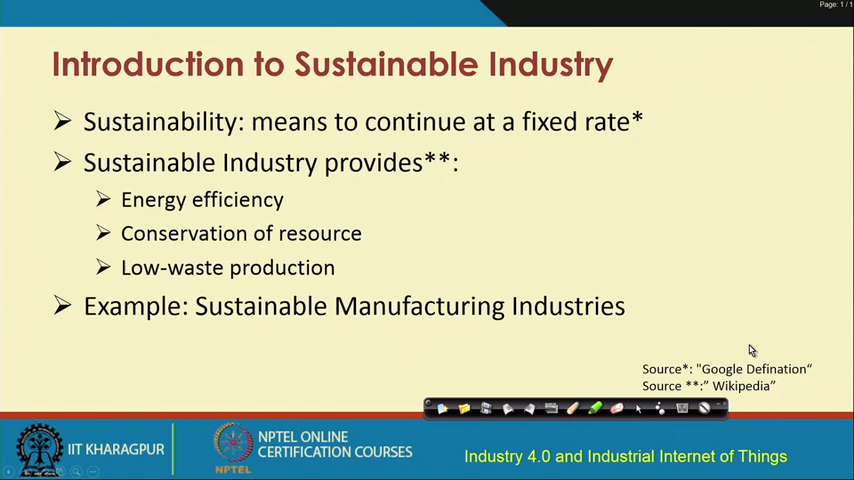 Page: 1 / 1
Introduction to Sustainable Industry
Sustainability: means to continue at a fixed rate*
Sustainable Industry provides**:
Energy efficiency
Conservation of resource
Low-waste production
Example: Sustainable Manufacturing Industries
Source*: "Google Defination"
Source **:" Wikipedia"
IIT KHARAGPUR
NPTEL
NPTEL ONLINE
CERTIFICATION COURSES
Industry 4.0 and Industrial Internet of Things